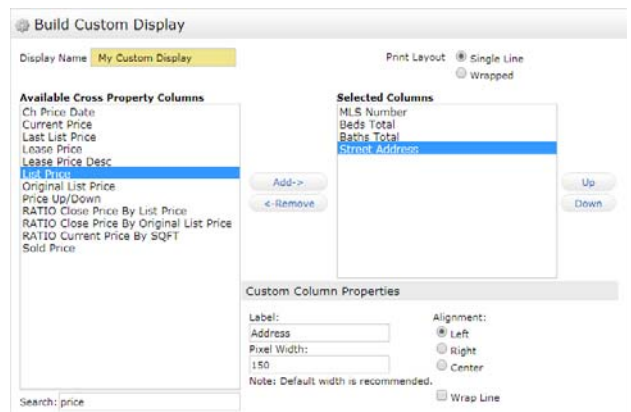 Build Custom Display
Display Name My Custom Display
Print Layout Single Line
Wrapped
Available Cross Property Columns
Ch Price Date
Current Price
Last List Price
Lease Price
Lease Price Desc
List Price
Original List Price
Price Up/Down
RATIO Close Price By List Price
RATIO Close Price By Original List Price
RATIO Current Price By SQFT
Sold Price
Search: price
Add->
<-Remove
Selected Columns
MLS Number
Beds Total
Baths Total
Street Address
Up
Down
Custom Column Properties
Label:
Address
Pixel Width:
150
Note: Default width is recommended.
Alignment:
Left
Right
Center
Wrap Line